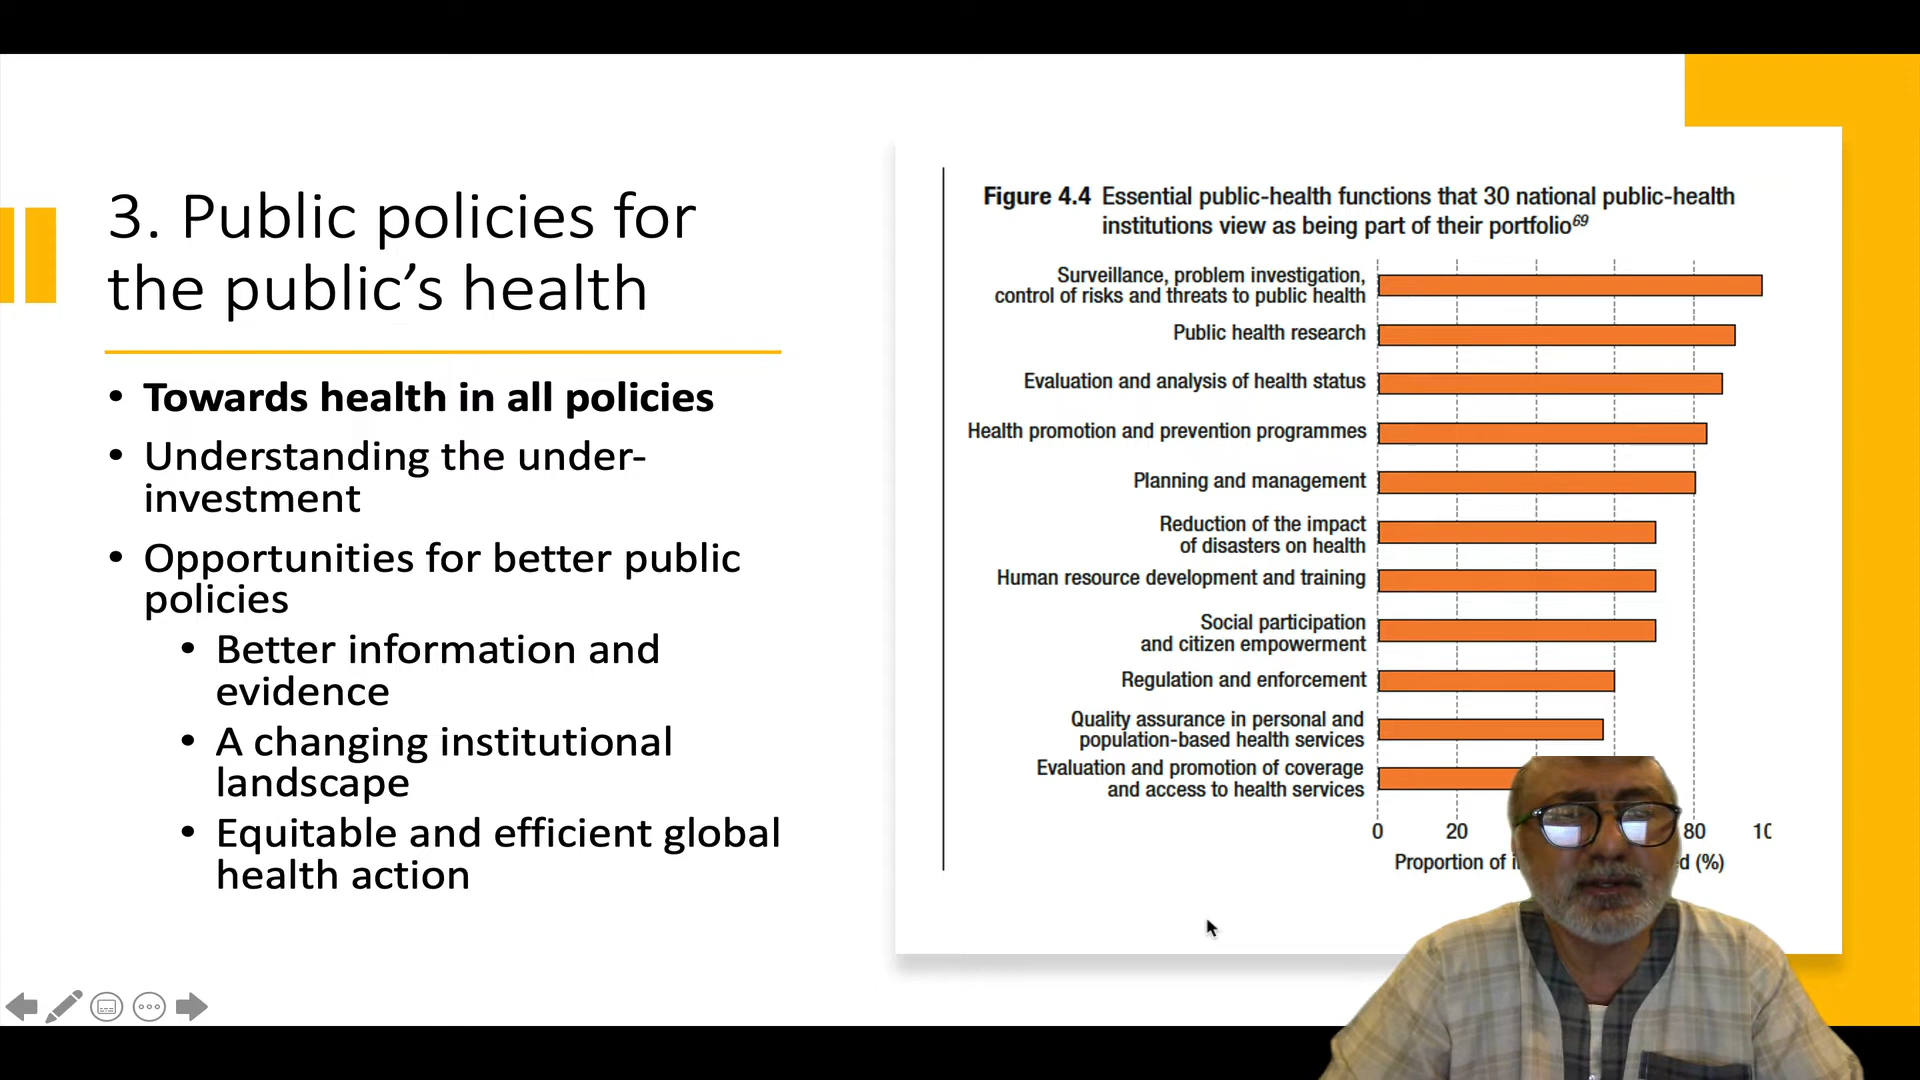 3. Public policies for
the public’s health
• Towards health in all policies
• Understanding the under-
investment
• Opportunities for better public
policies
• Better information and
evidence
• A changing institutional
landscape
• Equitable and efficient global
health action
Figure 4.4 Essential public-health functions that 30 national public-health
institutions view as being part of their portfolio69
Surveillance, problem investigation,
control of risks and threats to public health
Public health research
Evaluation and analysis of health status
Health promotion and prevention programmes
Planning and management
Reduction of the impact
of disasters on health
Human resource development and training
Social participation
and citizen empowerment
Regulation and enforcement
Quality assurance in personal and
population-based health services
Evaluation and promotion of coverage
and access to health services
0 20 80
Proportion of (%)